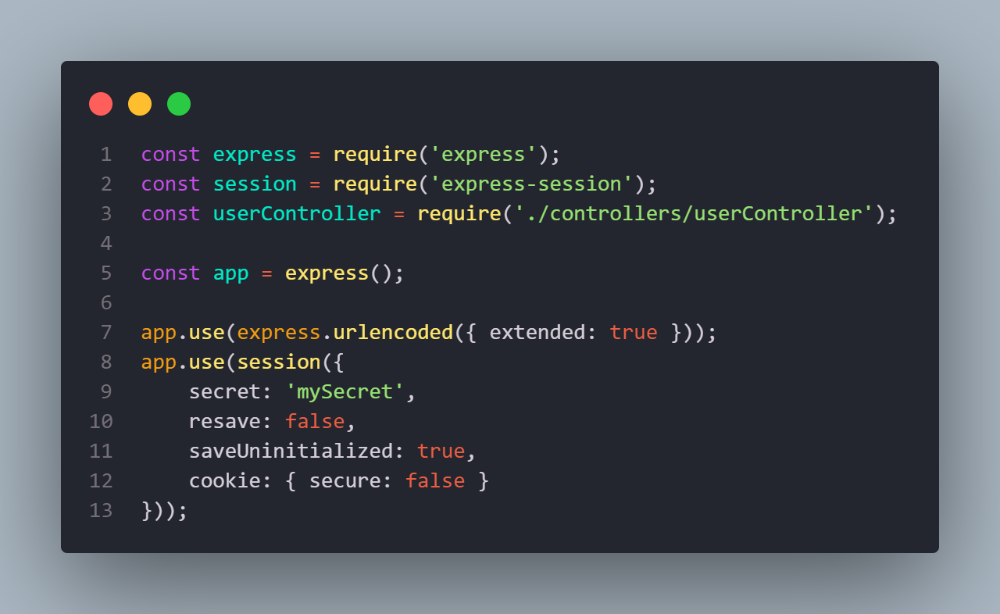 1 const express = require('express');
2 const session = require('express-session');
3 const userController = require('./controllers/userController');
4
5 const app = express();
6
7 app.use(express.urlencoded({ extended: true }));
8 app.use(session({
9     secret: 'mySecret',
10     resave: false,
11     saveUninitialized: true,
12     cookie: { secure: false }
13 }));